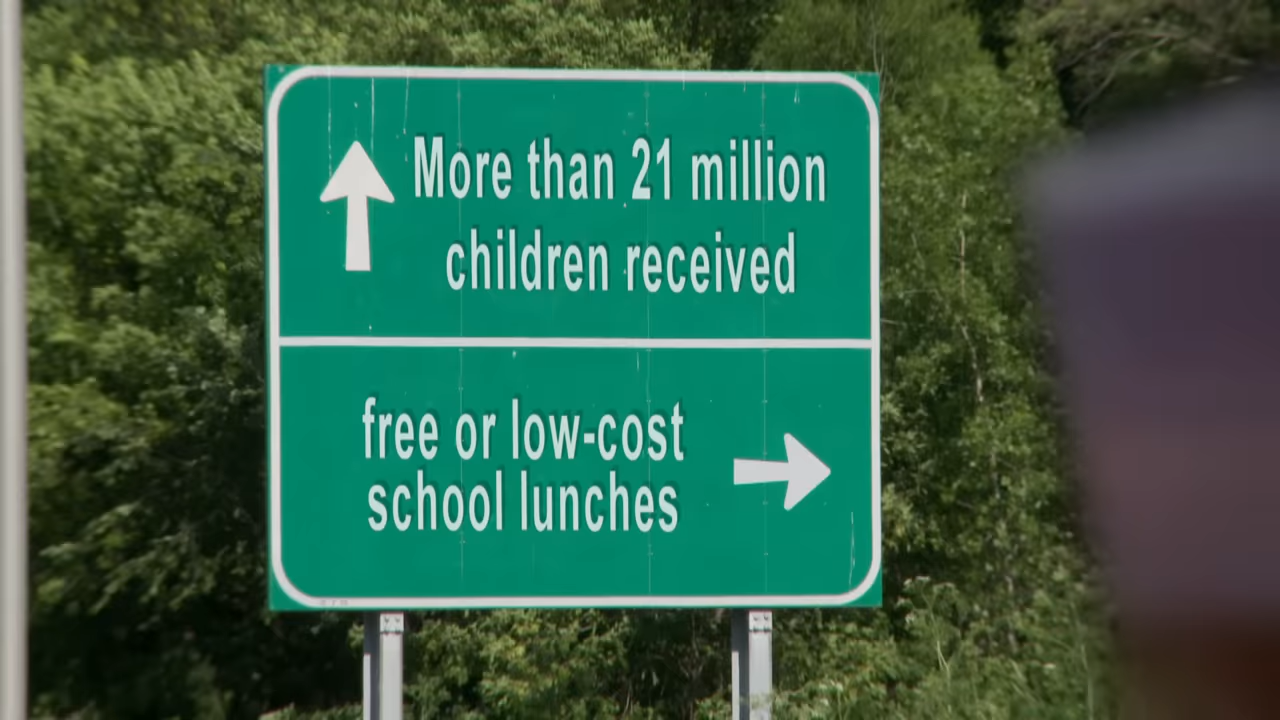 More than 21 million
children received
free or low-cost
school lunches